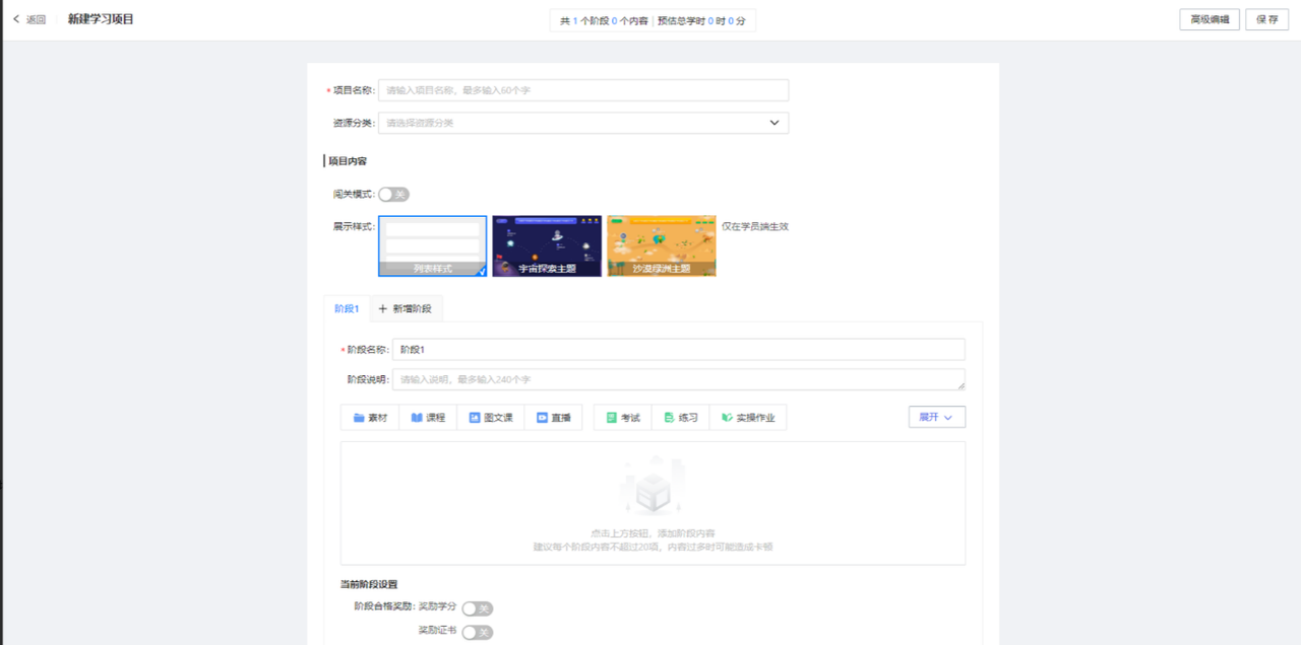 返回 新建学习项目 共 1 个阶段 0 个内容 | 预估总学时 0 时 0 分 高级编辑 保存
* 项目名称: 请输入项目名称，最多输入60个字
资源分类: 请选择资源分类
项目内容
闯关模式: 关
展示样式: 仅在学员端生效
列表样式 宇宙探索主题 沙漠绿洲主题
阶段1 + 新增阶段
* 阶段名称: 阶段1
阶段说明: 请输入说明，最多输入240个字
素材 课程 图文课 直播 考试 练习 实操作业 展开
点击上方按钮，添加阶段内容
建议每个阶段内容不超过20项，内容过多时可能造成卡顿
当前阶段设置
阶段合格奖励: 奖励学分 关
奖励证书 关